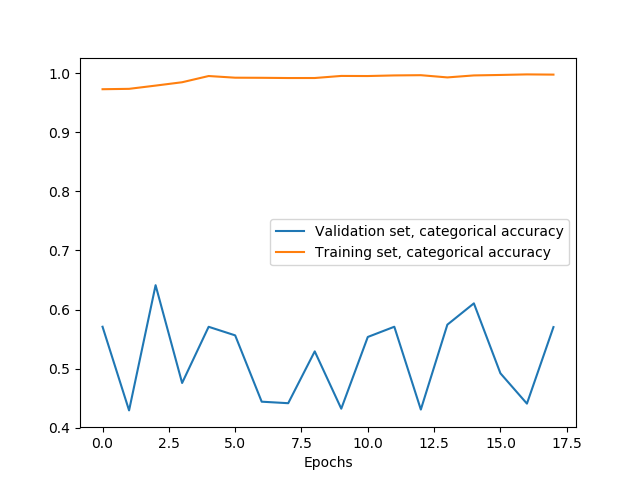 1.0
0.9
0.8
0.7
0.6
0.5
0.4
Validation set, categorical accuracy
Training set, categorical accuracy
0.0 2.5 5.0 7.5 10.0 12.5 15.0 17.5
Epochs